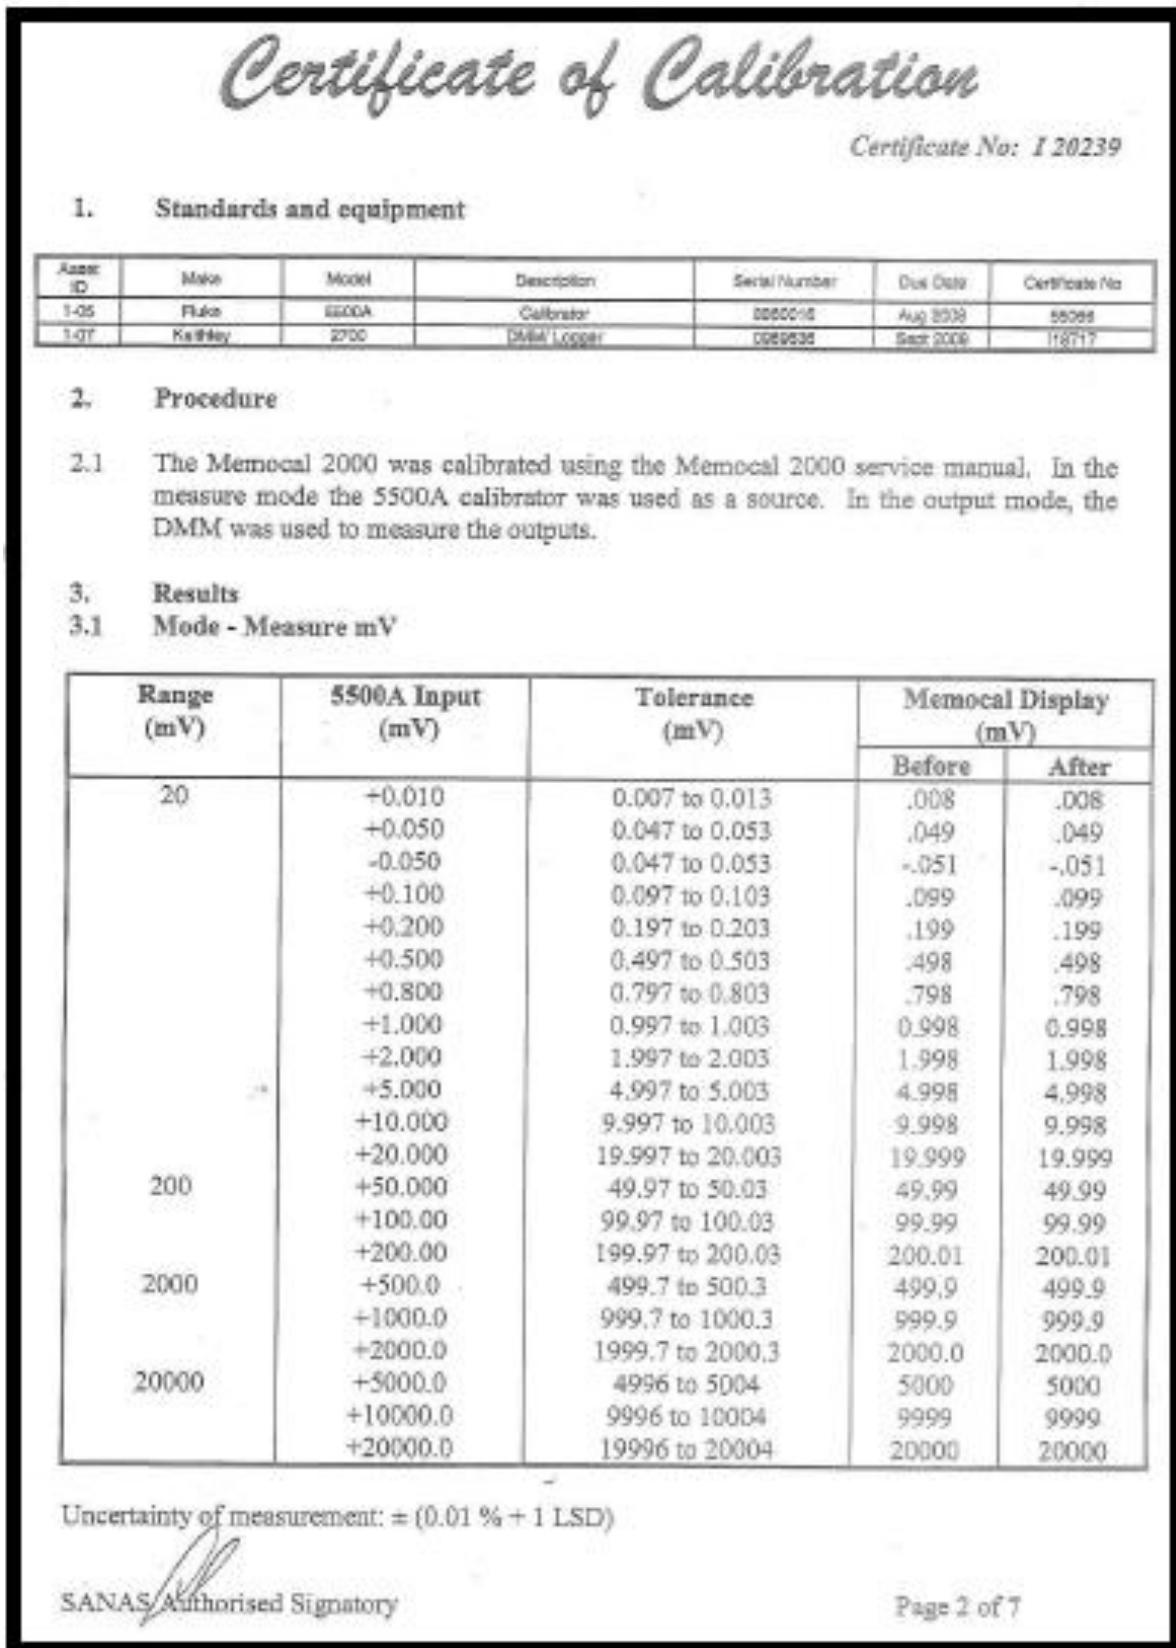 Certificate of Calibration
Certificate No: I 20239
1. Standards and equipment
Asset ID Make Model Description Serial Number Due Date Certificate No
1-05 Fluke 5500A Calibrator Aug
1-07 Keithley 2700 DMM/ Logger Sept I18717
2. Procedure
2.1 The Memocal 2000 was calibrated using the Memocal 2000 service manual. In the
measure mode the 5500A calibrator was used as a source. In the output mode, the
DMM was used to measure the outputs.
3. Results
3.1 Mode - Measure mV
Range 5500A Input Tolerance Memocal Display
(mV) (mV) (mV) (mV)
Before After
20 +0.010 0.007 to 0.013 .008 .008
+0.050 0.047 to 0.053 .049 .049
-0.050 0.047 to 0.053 -.051 -.051
+0.100 0.097 to 0.103 .099 .099
+0.200 0.197 to 0.203 .199 .199
+0.500 0.497 to 0.503 .498 .498
+0.800 0.797 to 0.803 .798 .798
+1.000 0.997 to 1.003 0.998 0.998
+2.000 1.997 to 2.003 1.998 1.998
+5.000 4.997 to 5.003 4.998 4.998
+10.000 9.997 to 10.003 9.998 9.998
+20.000 19.997 to 20.003 19.999 19.999
200 +50.000 49.97 to 50.03 49.99 49.99
+100.00 99.97 to 100.03 99.99 99.99
+200.00 199.97 to 200.03 200.01 200.01
2000 +500.0 499.7 to 500.3 499.9 499.9
+1000.0 999.7 to 1000.3 999.9 999.9
+2000.0 1999.7 to 2000.3 2000.0 2000.0
20000 +5000.0 4996 to 5004 5000 5000
+10000.0 9996 to 10004 9999 9999
+20000.0 19996 to 20004 20000 20000
Uncertainty of measurement: ± (0.01 % + 1 LSD)
SANAS Authorised Signatory
Page 2 of 7